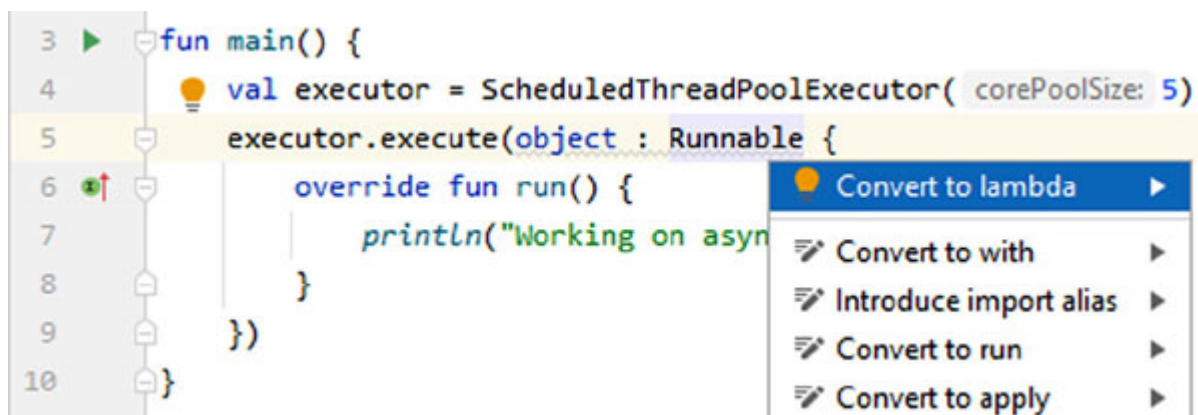 3 fun main() {
4 val executor = ScheduledThreadPoolExecutor( corePoolSize: 5)
5 executor.execute(object : Runnable {
6 override fun run() {
Convert to lambda
7 println("Working on asyn
Convert to with
8 }
Introduce import alias
9 })
Convert to run
10 }
Convert to apply